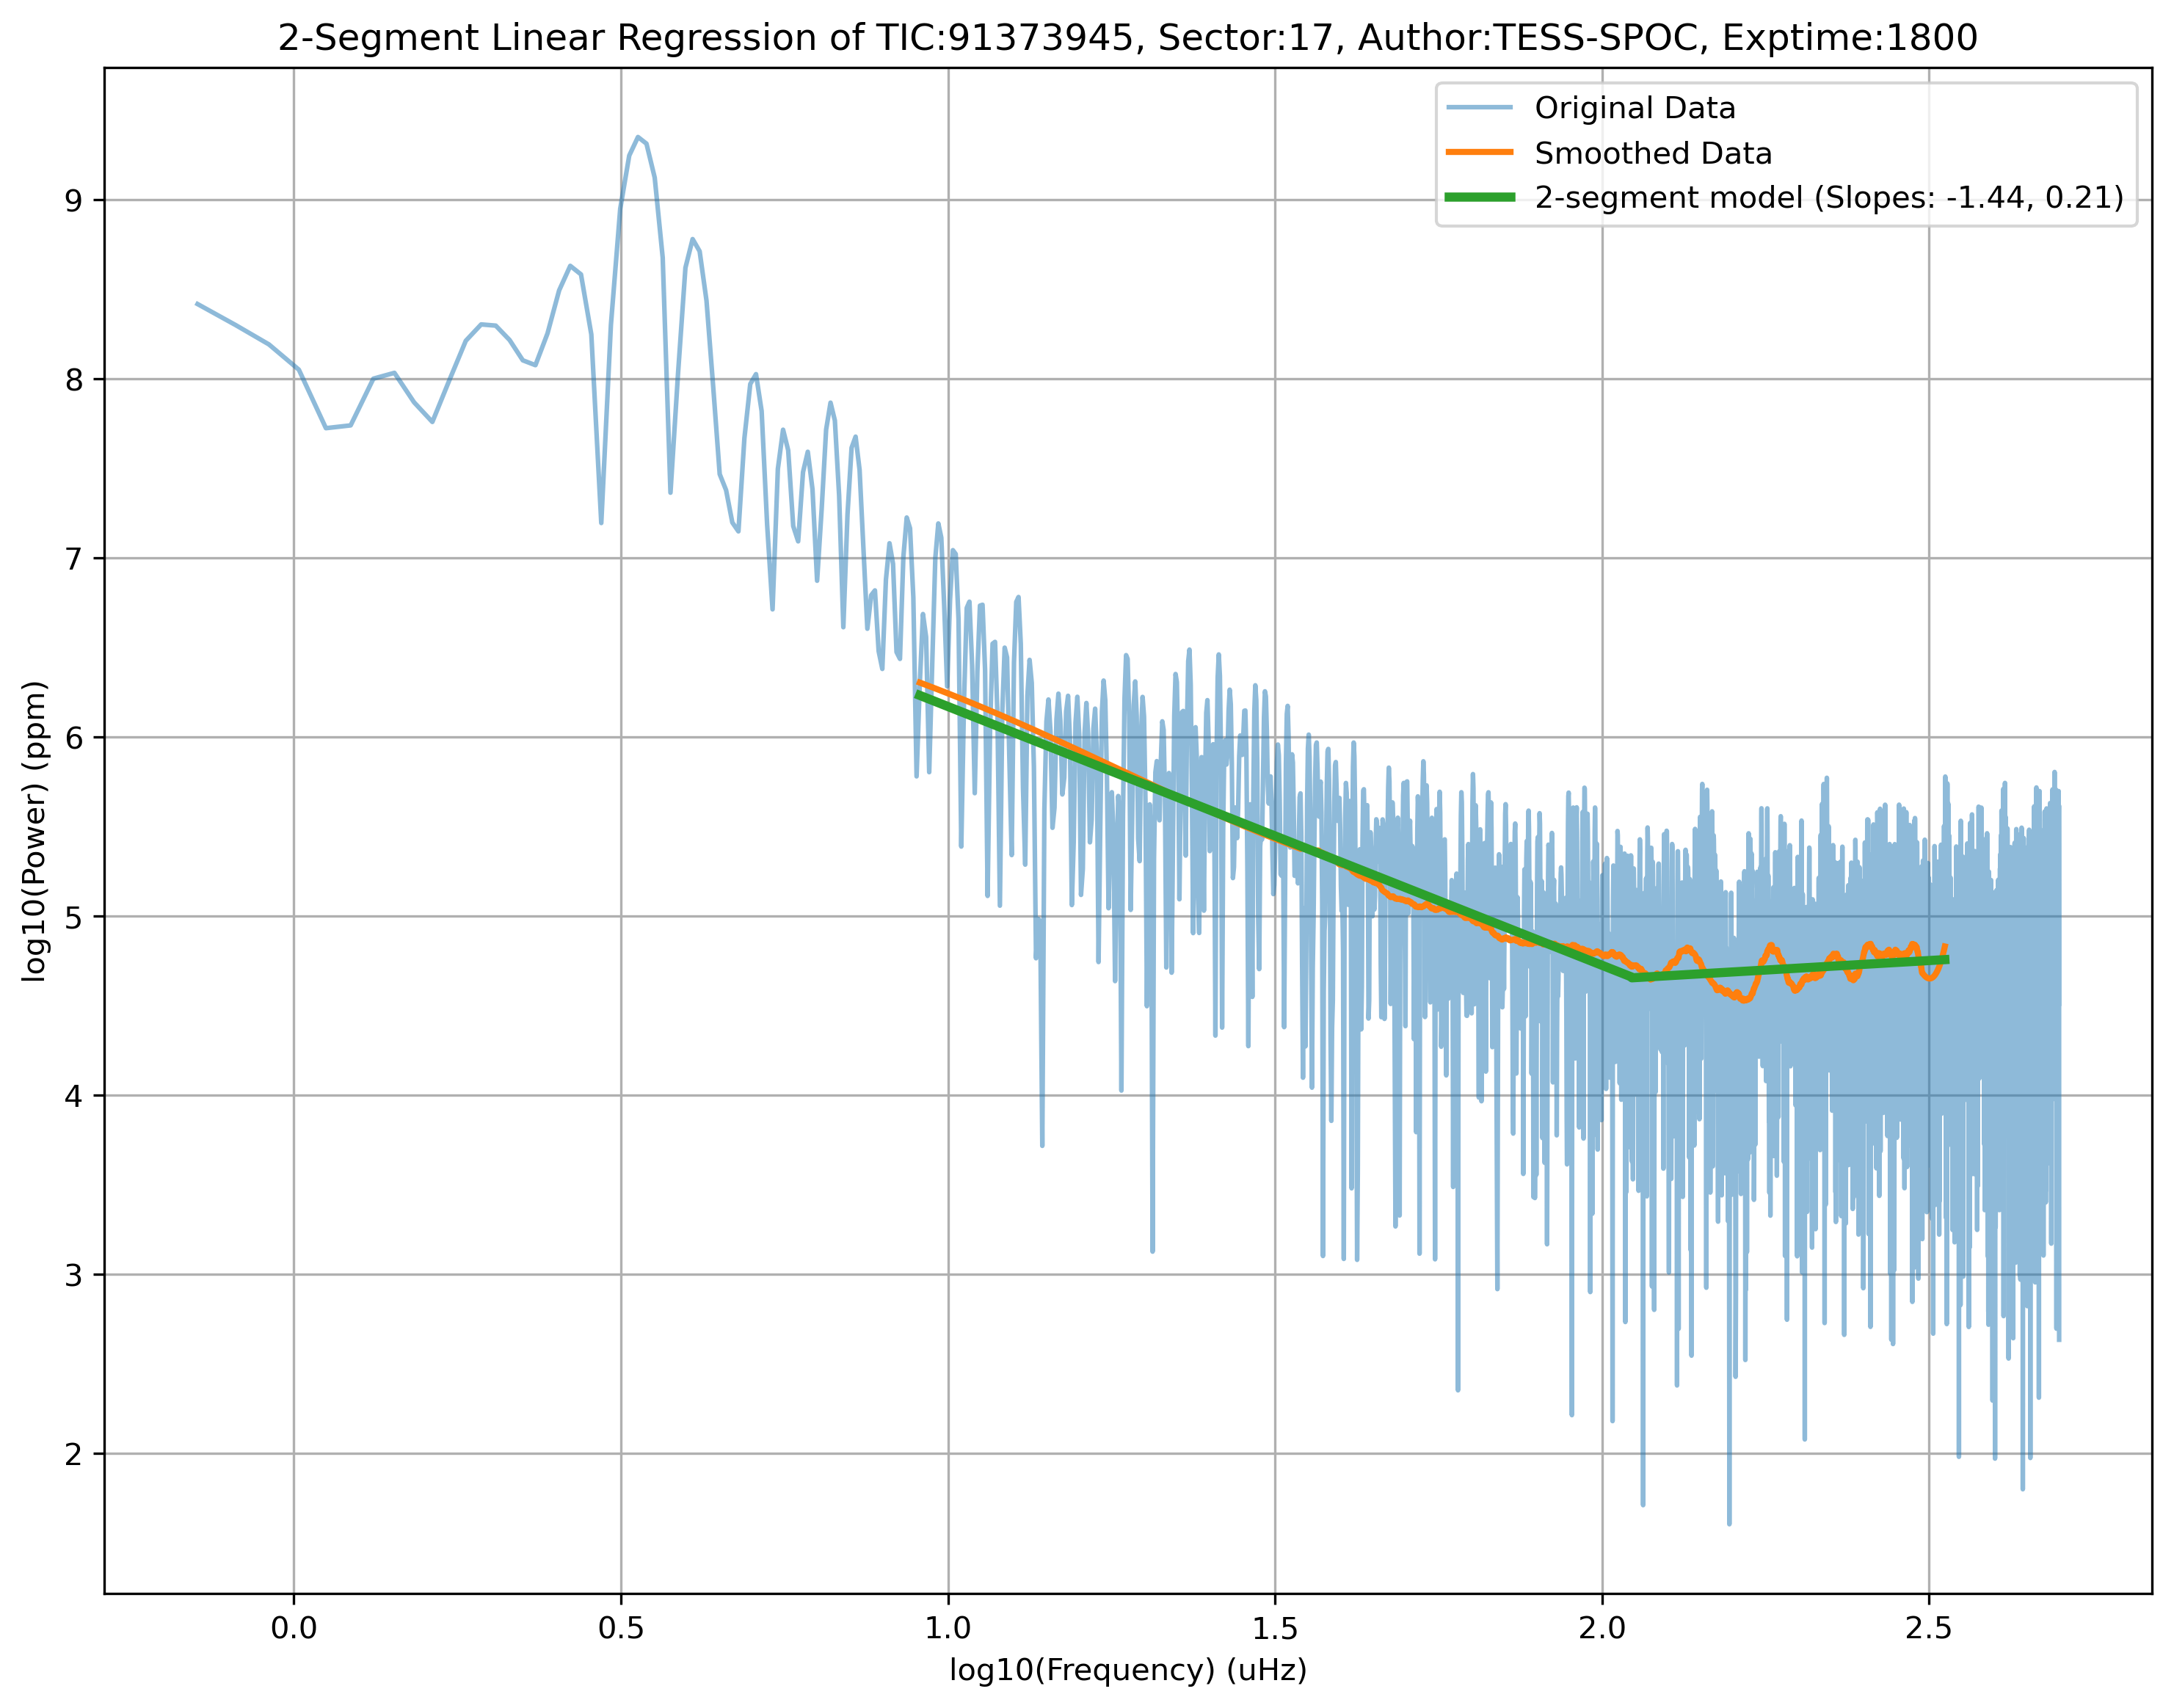 2-Segment Linear Regression of TIC:91373945, Sector:17, Author:TESS-SPOC, Exptime:1800
Original Data
Smoothed Data
2-segment model (Slopes: -1.44, 0.21)
log10(Power) (ppm)
9
8
7
6
5
4
3
2
0.0 0.5 1.0 1.5 2.0 2.5
log10(Frequency) (uHz)